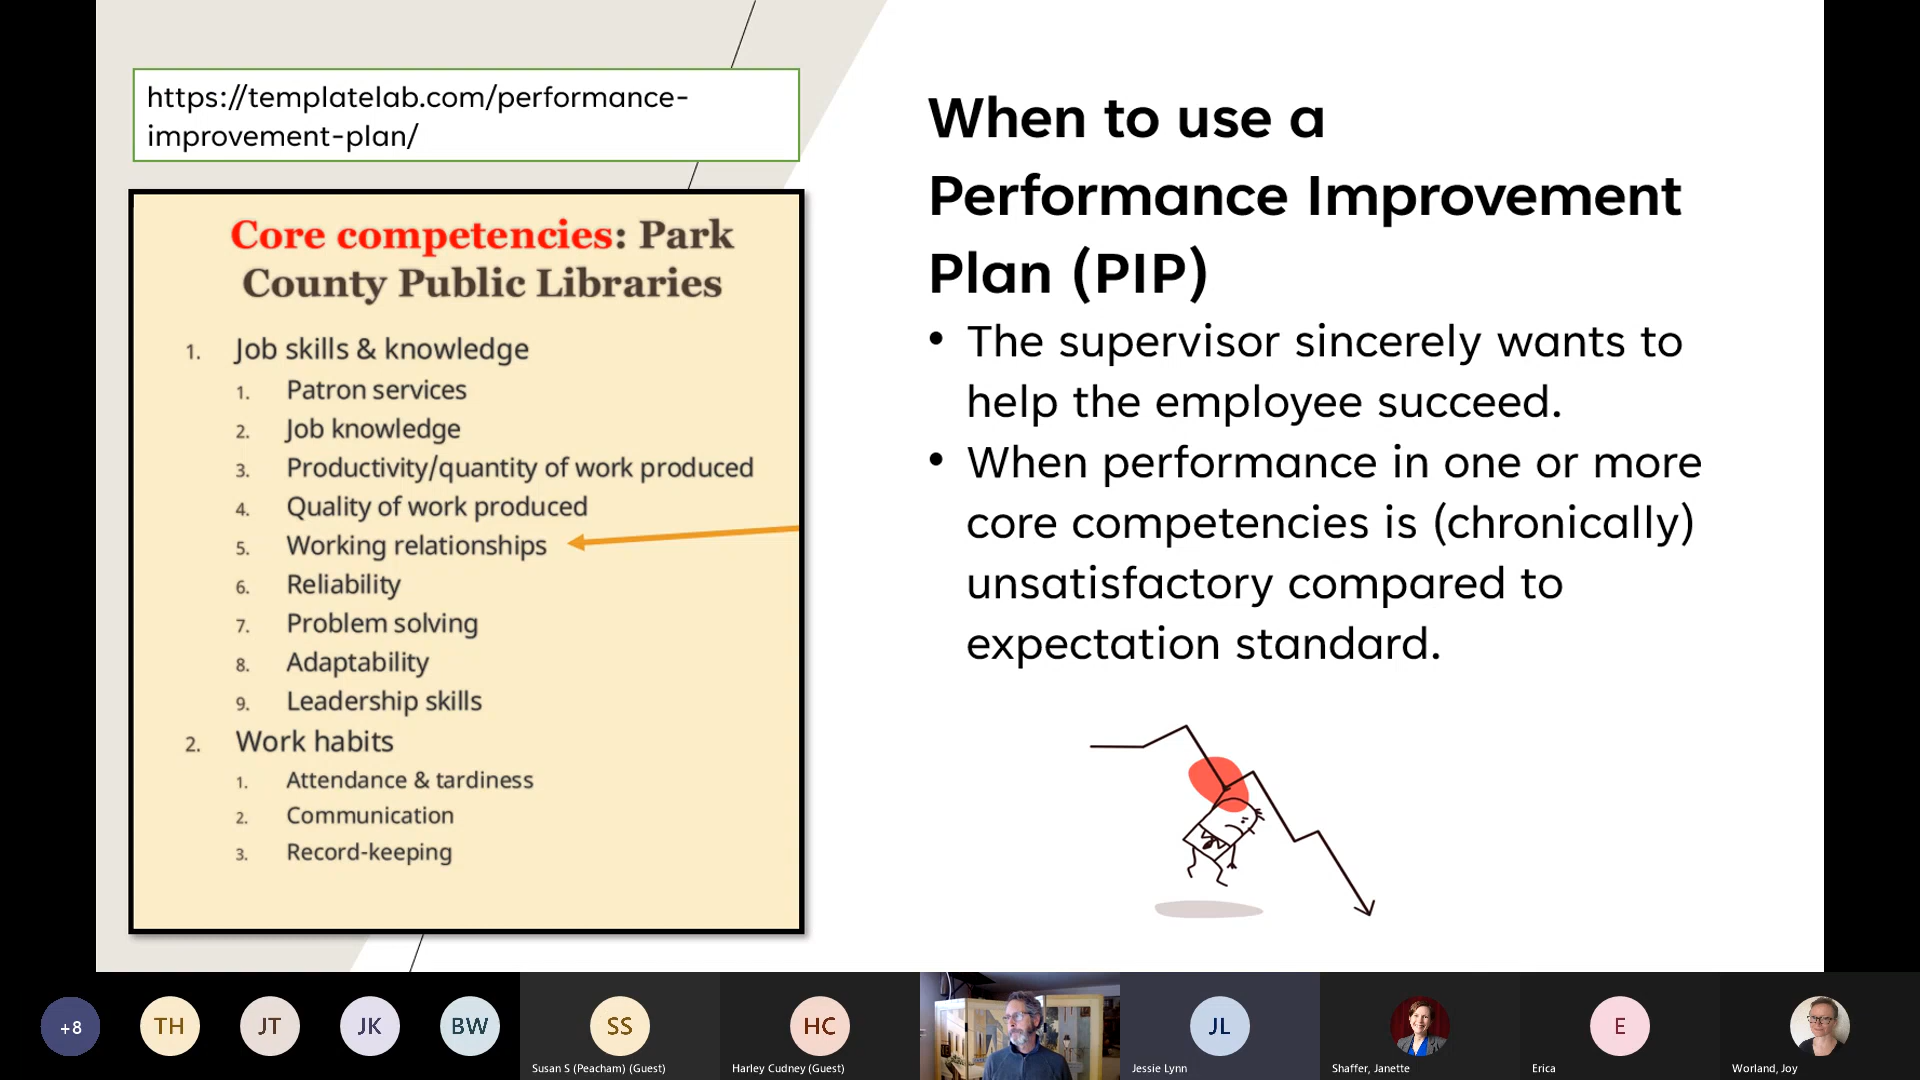 https://templatelab.com/performance-
improvement-plan/
Core competencies: Park
County Public Libraries
1. Job skills & knowledge
1. Patron services
2. Job knowledge
3. Productivity/quantity of work produced
4. Quality of work produced
5. Working relationships
6. Reliability
7. Problem solving
8. Adaptability
9. Leadership skills
2. Work habits
1. Attendance & tardiness
2. Communication
3. Record-keeping
When to use a
Performance Improvement
Plan (PIP)
• The supervisor sincerely wants to
help the employee succeed.
• When performance in one or more
core competencies is (chronically)
unsatisfactory compared to
expectation standard.
+8
TH
JT
JK
BW
SS
Susan S (Peacham) (Guest)
HC
Harley Cudney (Guest)
JL
Jessie Lynn
Shaffer, Janette
E
Erica
Worland, Joy